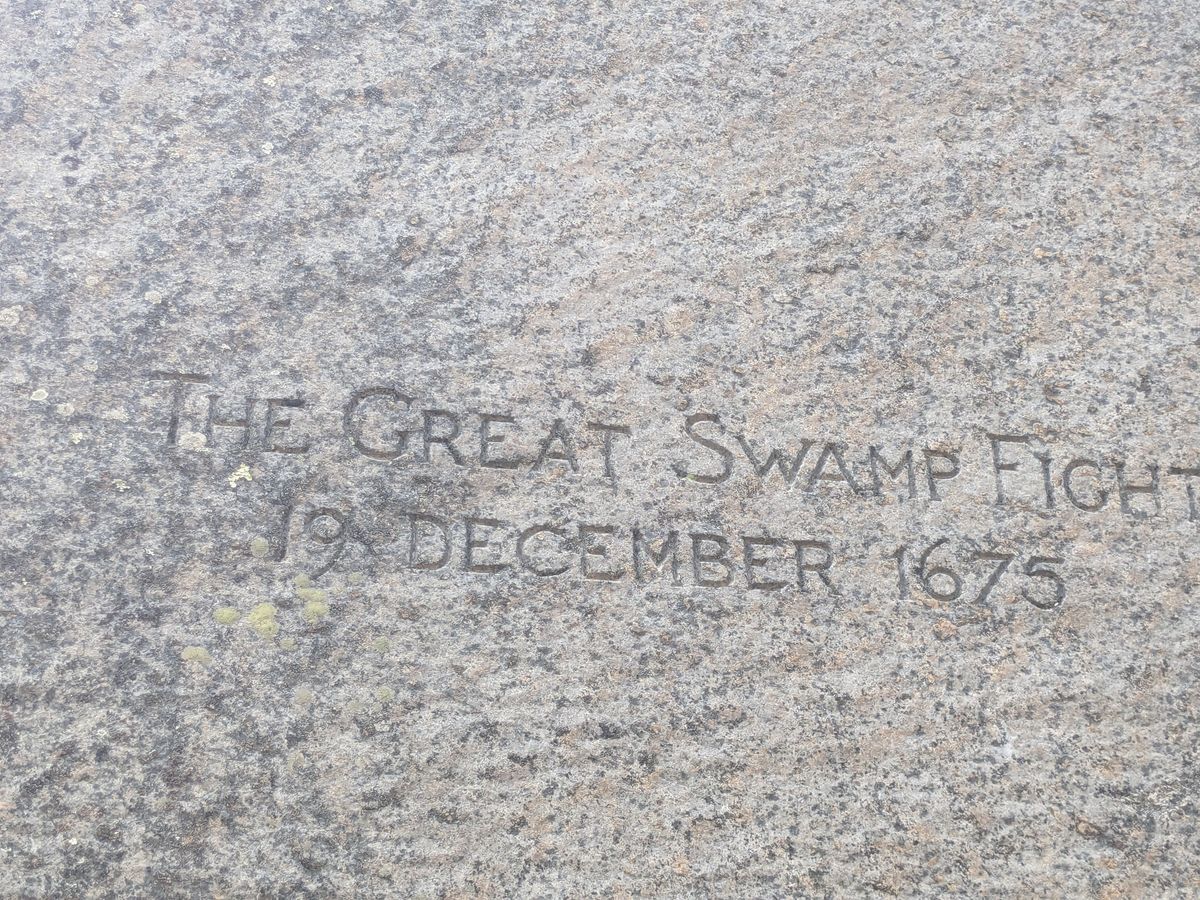 THE GREAT SWAMP FIGHT
19 DECEMBER 1675